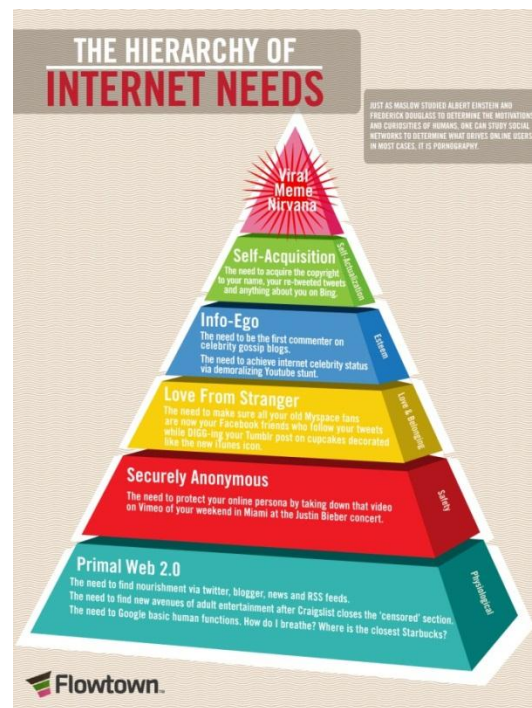 THE HIERARCHY OF
INTERNET NEEDS
JUST AS MASLOW STUDIED ALBERT EINSTEIN AND
FREDERICK DOUGLASS TO DETERMINE THE MOTIVATIONS
AND CURIOSITIES OF HUMANS, ONE CAN STUDY SOCIAL
NETWORKS TO DETERMINE WHAT DRIVES ONLINE USERS.
IN MOST CASES, IT IS PORNOGRAPHY.
Viral
Meme
Nirvana
Self-Acquisition
The need to acquire the copyright
to your name, your re-tweeted tweets
and anything about you on Bing.
Self-Actualization
Info-Ego
The need to be the first commenter on
celebrity gossip blogs.
The need to achieve internet celebrity status
via demoralizing Youtube stunt.
Esteem
Love From Stranger
The need to make sure all your old Myspace fans
are now your Facebook friends who follow your tweets
while DIGG-ing your Tumblr post on cupcakes decorated
like the new iTunes icon.
Love & Belonging
Securely Anonymous
The need to protect your online persona by taking down that video
on Vimeo of your weekend in Miami at the Justin Bieber concert.
Safety
Primal Web 2.0
The need to find nourishment via twitter, blogger, news and RSS feeds.
The need to find new avenues of adult entertainment after Craigslist closes the 'censored' section.
The need to Google basic human functions. How do I breathe? Where is the closest Starbucks?
Physiological
Flowtown